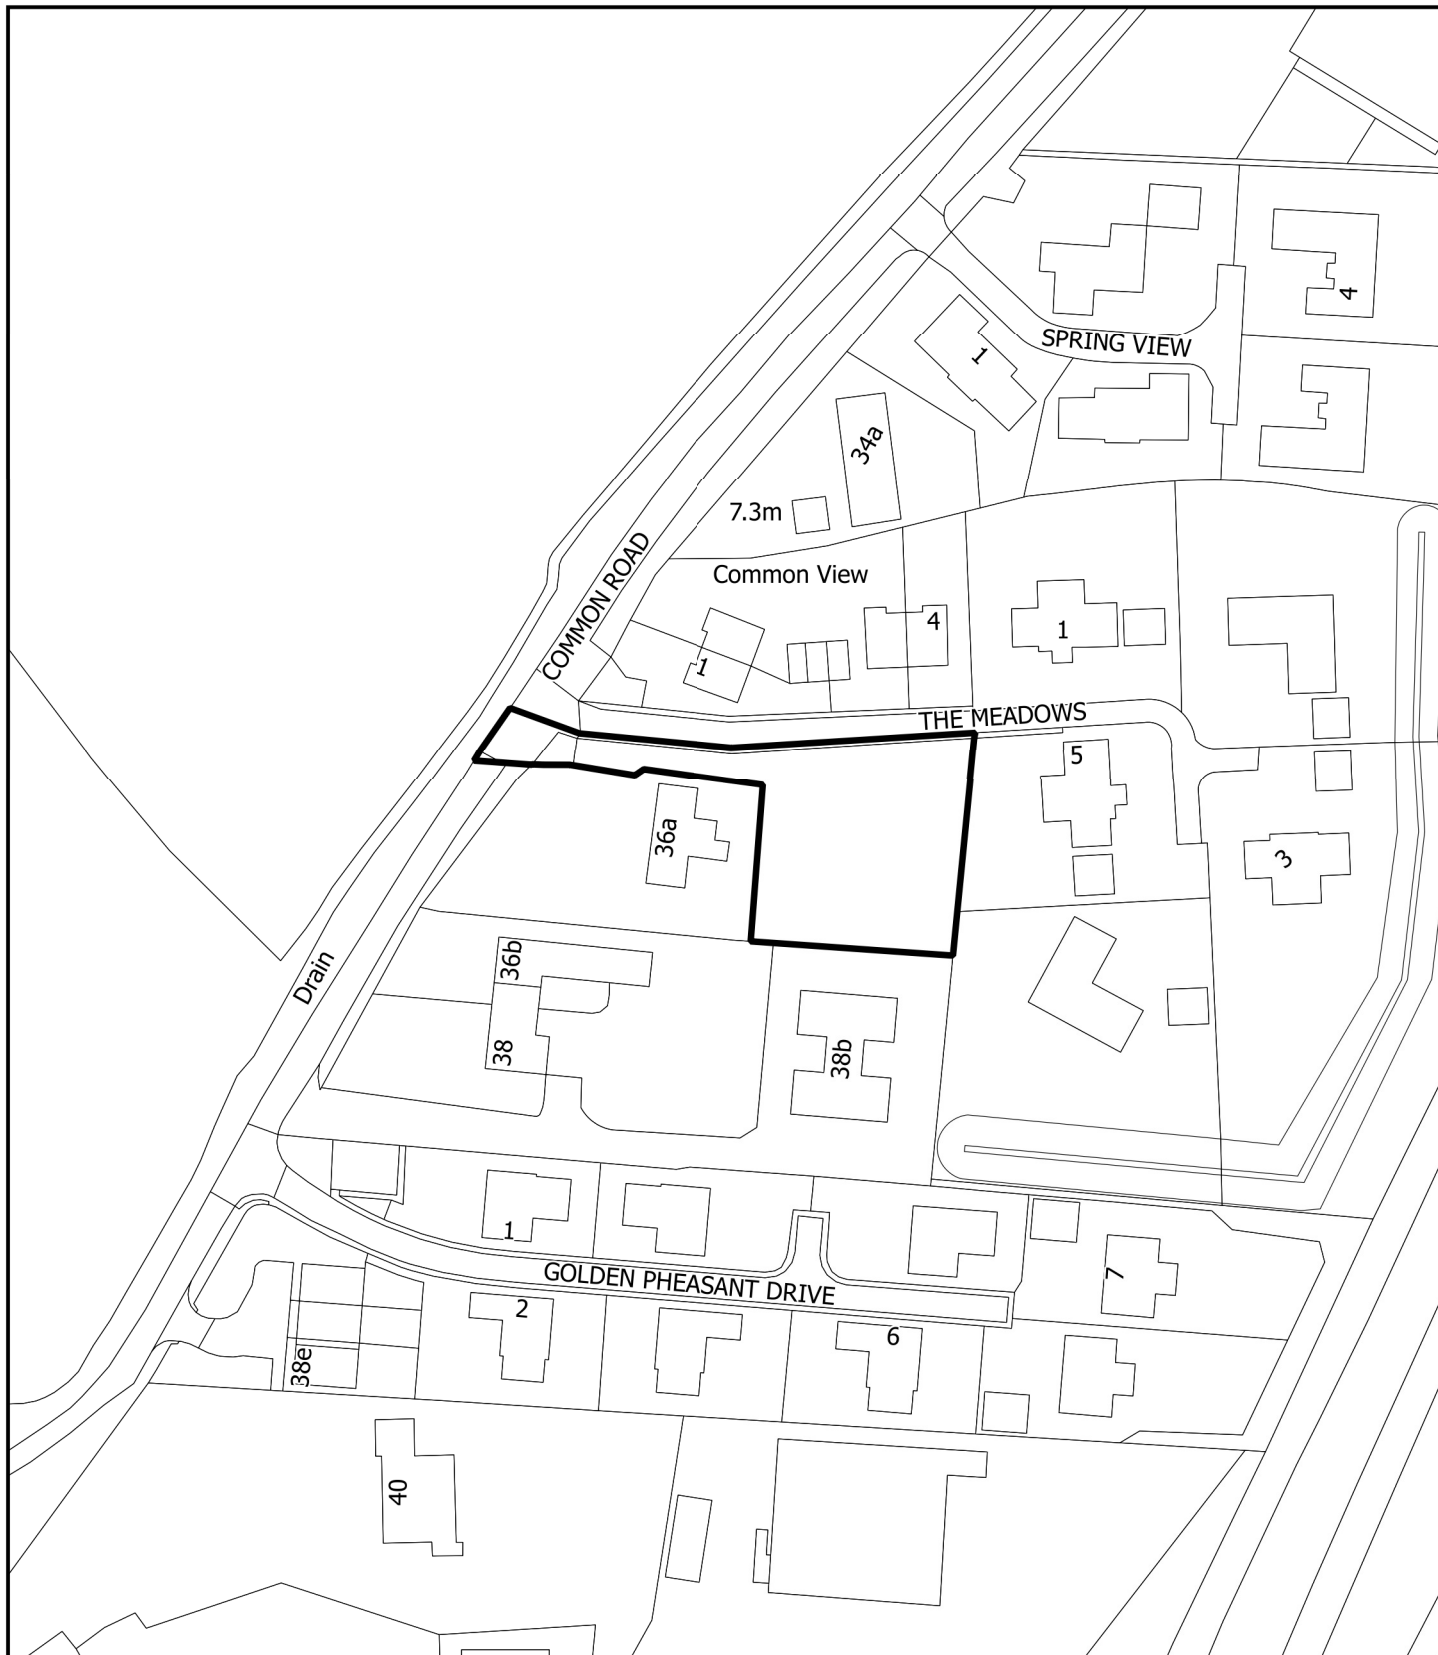 4
SPRING VIEW
1
34a
7.3m
COMMON ROAD
Common View
4
1
1
THE MEADOWS
5
36a
3
36b
Drain
38
38b
1
GOLDEN PHEASANT DRIVE
7
2
6
38e
40